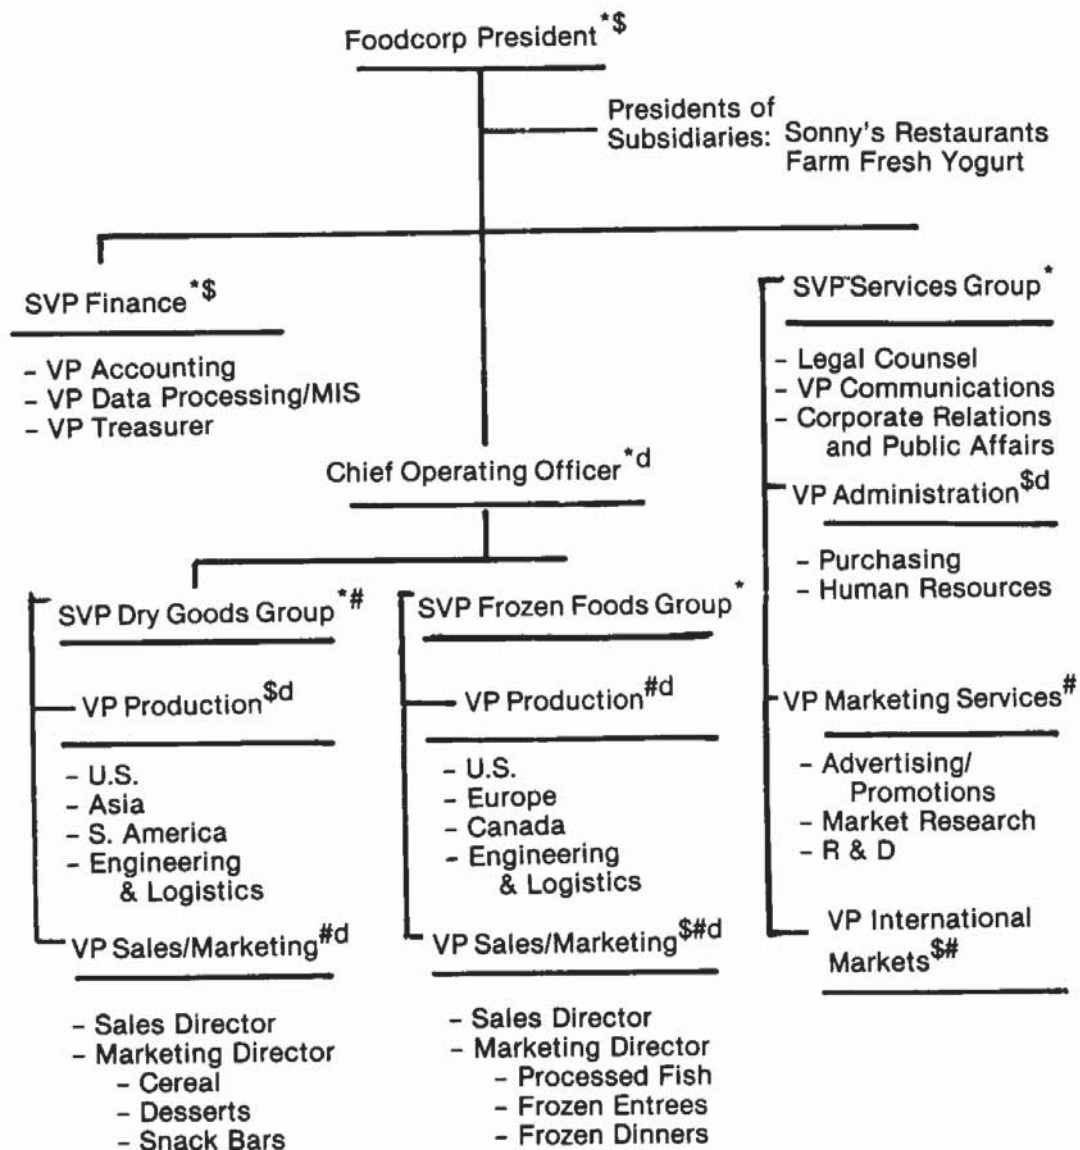 Foodcorp President*$
Presidents of
Subsidiaries: Sonny's Restaurants
Farm Fresh Yogurt
SVP Finance*$
- VP Accounting
- VP Data Processing/MIS
- VP Treasurer
Chief Operating Officer*d
SVP Services Group*
- Legal Counsel
- VP Communications
- Corporate Relations
and Public Affairs
VP Administration$d
- Purchasing
- Human Resources
VP Marketing Services#
- Advertising/
Promotions
- Market Research
- R & D
VP International
Markets$#
SVP Dry Goods Group*#
VP Production$d
- U.S.
- Asia
- S. America
- Engineering
& Logistics
VP Sales/Marketing#d
- Sales Director
- Marketing Director
- Cereal
- Desserts
- Snack Bars
SVP Frozen Foods Group*
VP Production#d
- U.S.
- Europe
- Canada
- Engineering
& Logistics
VP Sales/Marketing$#d
- Sales Director
- Marketing Director
- Processed Fish
- Frozen Entrees
- Frozen Dinners